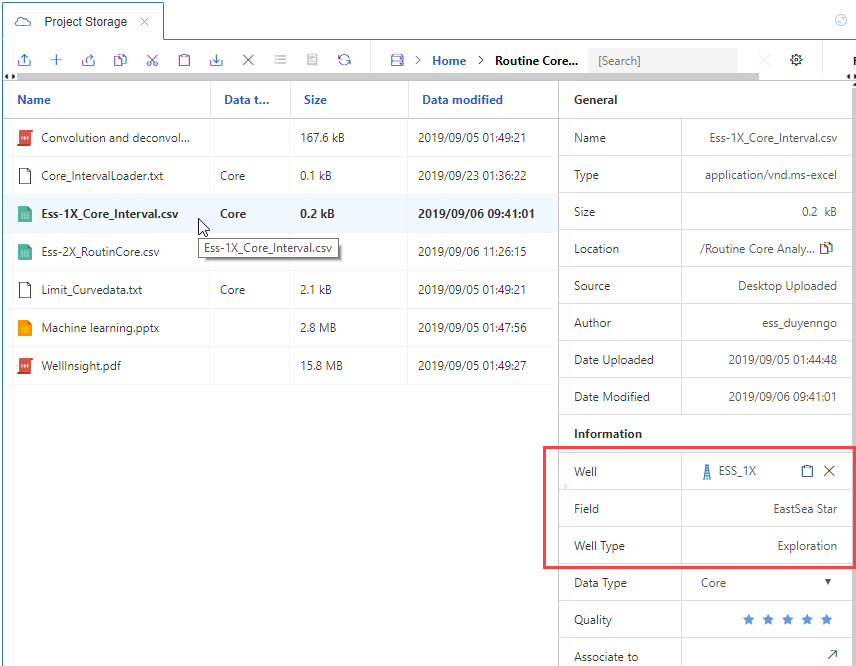 Project Storage
Home Routine Core... [Search]
Name Data t... Size Data modified
Convolution and deconvol... 167.6 kB 2019/09/05 01:49:21
Core_IntervalLoader.txt Core 0.1 kB 2019/09/23 01:36:22
Ess-1X_Core_Interval.csv Core 0.2 kB 2019/09/06 09:41:01
Ess-1X_Core_Interval.csv
Ess-2X_RoutinCore.csv 2019/09/06 11:26:15
Limit_Curvedata.txt Core 2.1 kB 2019/09/05 01:49:21
Machine learning.pptx 2.8 MB 2019/09/05 01:47:56
WellInsight.pdf 15.8 MB 2019/09/05 01:49:27
General
Name Ess-1X_Core_Interval.csv
Type application/vnd.ms-excel
Size 0.2 kB
Location /Routine Core Analy...
Source Desktop Uploaded
Author ess_duyenngo
Date Uploaded 2019/09/05 01:44:48
Date Modified 2019/09/06 09:41:01
Information
Well ESS_1X
Field EastSea Star
Well Type Exploration
Data Type Core
Quality
Associate to